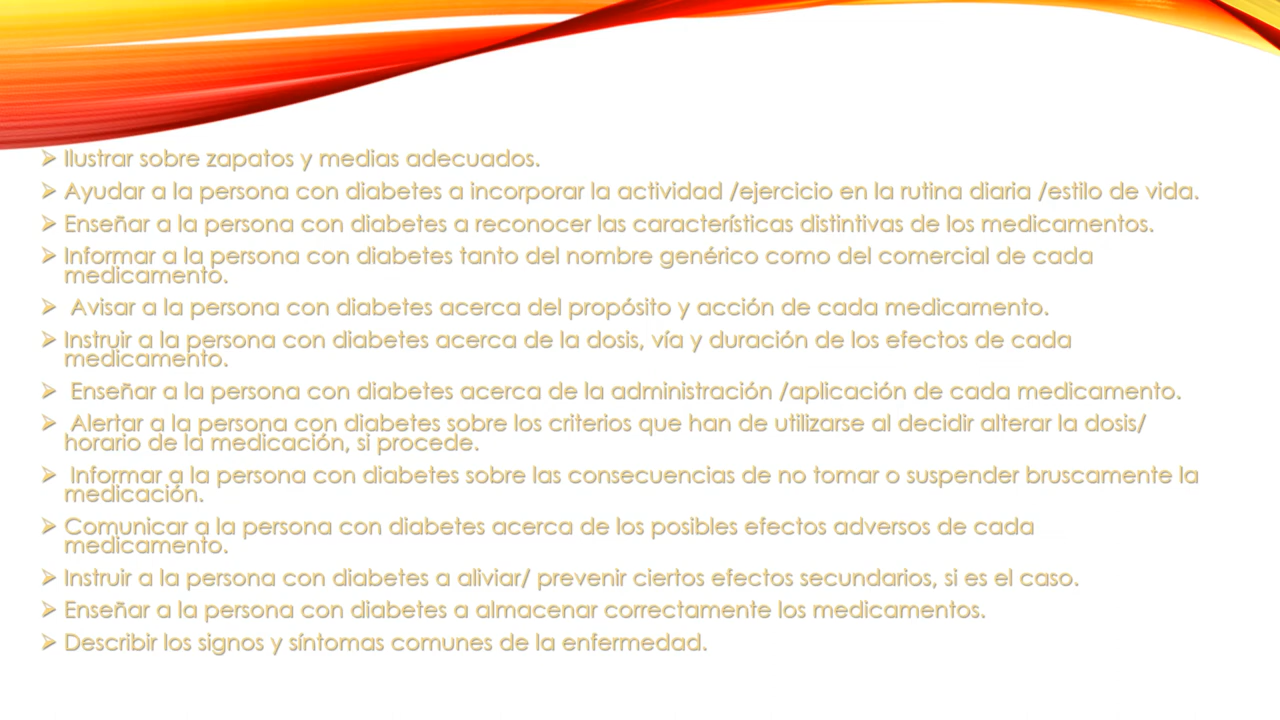 ➢ Ilustrar sobre zapatos y medias adecuados.
➢ Ayudar a la persona con diabetes a incorporar la actividad /ejercicio en la rutina diaria /estilo de vida.
➢ Enseñar a la persona con diabetes a reconocer las características distintivas de los medicamentos.
➢ Informar a la persona con diabetes tanto del nombre genérico como del comercial de cada
medicamento.
➢ Avisar a la persona con diabetes acerca del propósito y acción de cada medicamento.
➢ Instruir a la persona con diabetes acerca de la dosis, vía y duración de los efectos de cada
medicamento.
➢ Enseñar a la persona con diabetes acerca de la administración /aplicación de cada medicamento.
➢ Alertar a la persona con diabetes sobre los criterios que han de utilizarse al decidir alterar la dosis/
horario de la medicación, si procede.
➢ Informar a la persona con diabetes sobre las consecuencias de no tomar o suspender bruscamente la
medicación.
➢ Comunicar a la persona con diabetes acerca de los posibles efectos adversos de cada
medicamento.
➢ Instruir a la persona con diabetes a aliviar/ prevenir ciertos efectos secundarios, si es el caso.
➢ Enseñar a la persona con diabetes a almacenar correctamente los medicamentos.
➢ Describir los signos y síntomas comunes de la enfermedad.